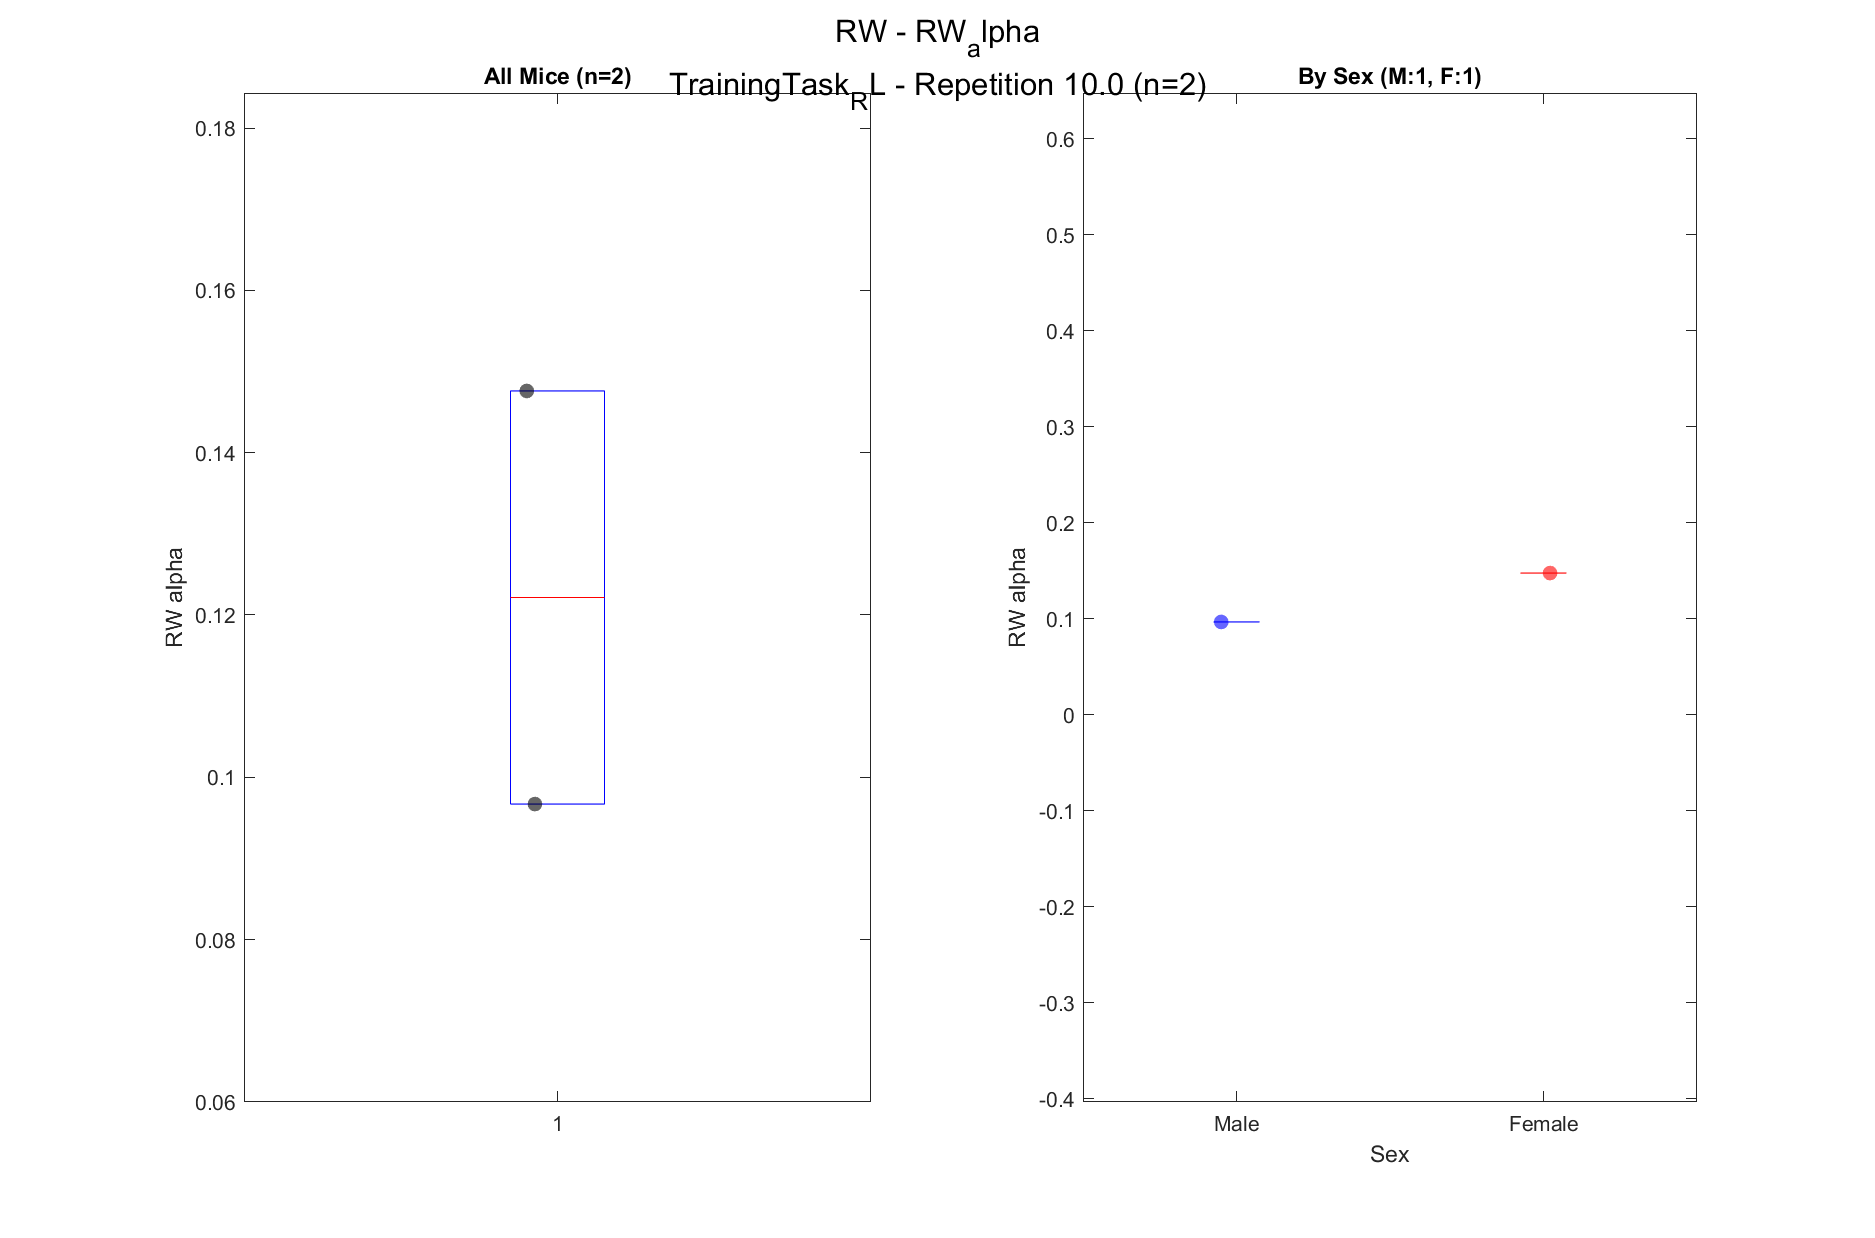 RW - RWalpha
TrainingTaskRL - Repetition 10.0 (n=2)
All Mice (n=2)
RW alpha
0.18
0.16
0.14
0.12
0.1
0.08
0.06
1
By Sex (M:1, F:1)
RW alpha
0.6
0.5
0.4
0.3
0.2
0.1
0
-0.1
-0.2
-0.3
-0.4
Male Female
Sex